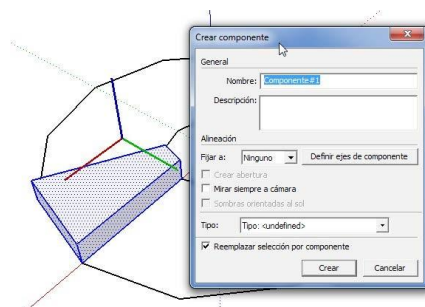 Crear componente
General
Nombre: Componente#1
Descripción:
Alineación
Fijar a: Ninguno Definir ejes de componente
Crear abertura
Mirar siempre a cámara
Sombras orientadas al sol
Tipo: Tipo: <undefined>
Reemplazar selección por componente
Crear Cancelar